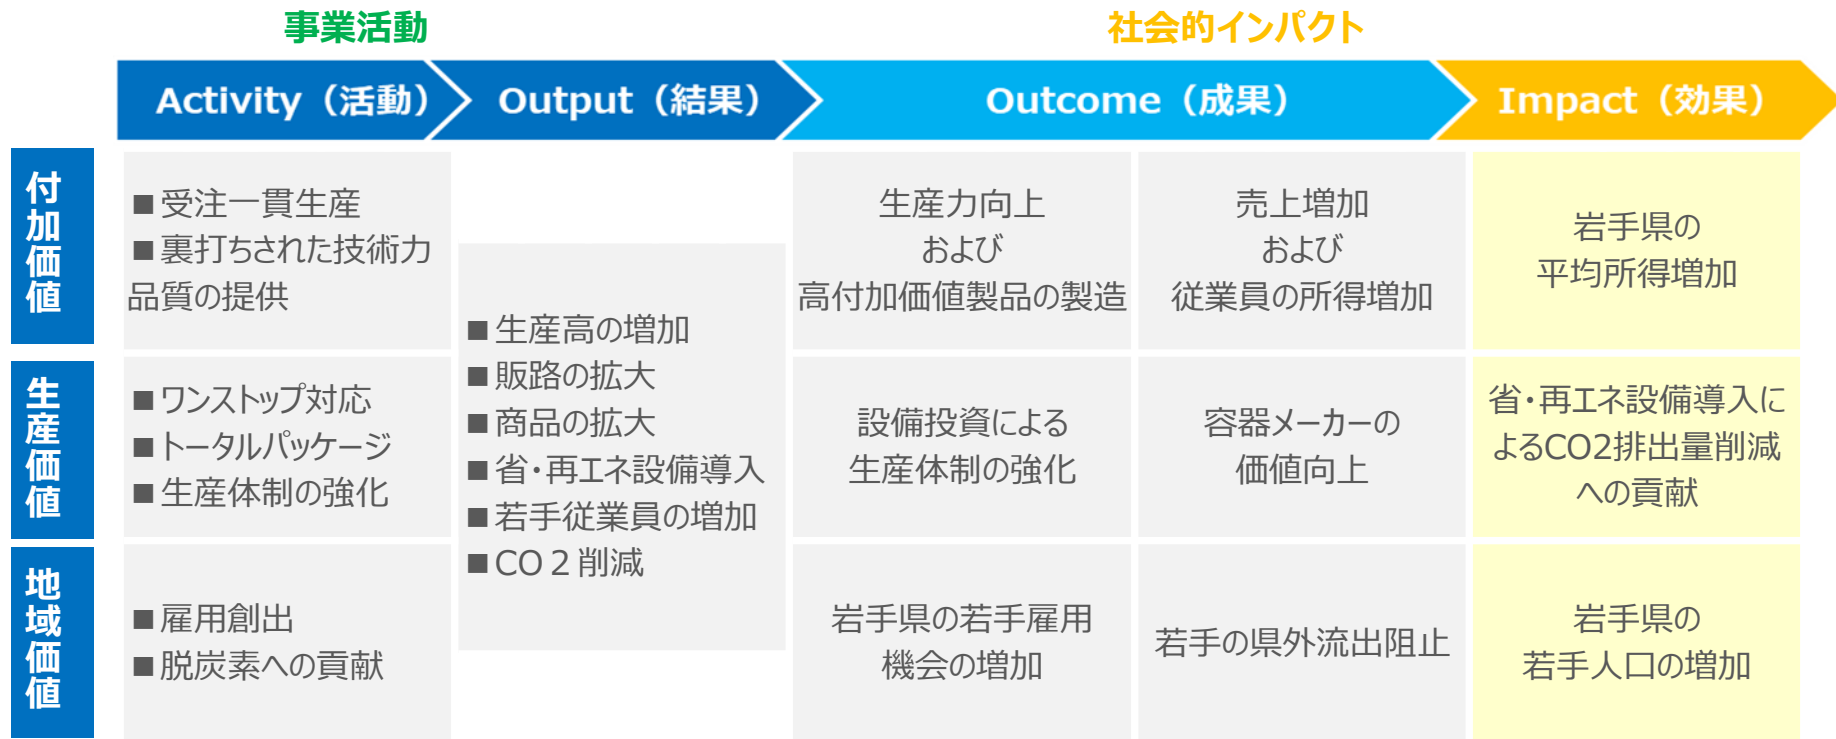 事業活動
社会的インパクト
Activity（活動）
Output（結果）
Outcome（成果）
Impact（効果）
付加価値
■受注一貫生産
■裏打ちされた技術力
品質の提供
生産力向上
および
高付加価値製品の製造
売上増加
および
従業員の所得増加
岩手県の
平均所得増加
■生産高の増加
■販路の拡大
■商品の拡大
■省・再エネ設備導入
■若手従業員の増加
■CO２削減
生産価値
■ワンストップ対応
■トータルパッケージ
■生産体制の強化
設備投資による
生産体制の強化
容器メーカーの
価値向上
省・再エネ設備導入に
よるCO2排出量削減
への貢献
地域価値
■雇用創出
■脱炭素への貢献
岩手県の若手雇用
機会の増加
若手の県外流出阻止
岩手県の
若手人口の増加